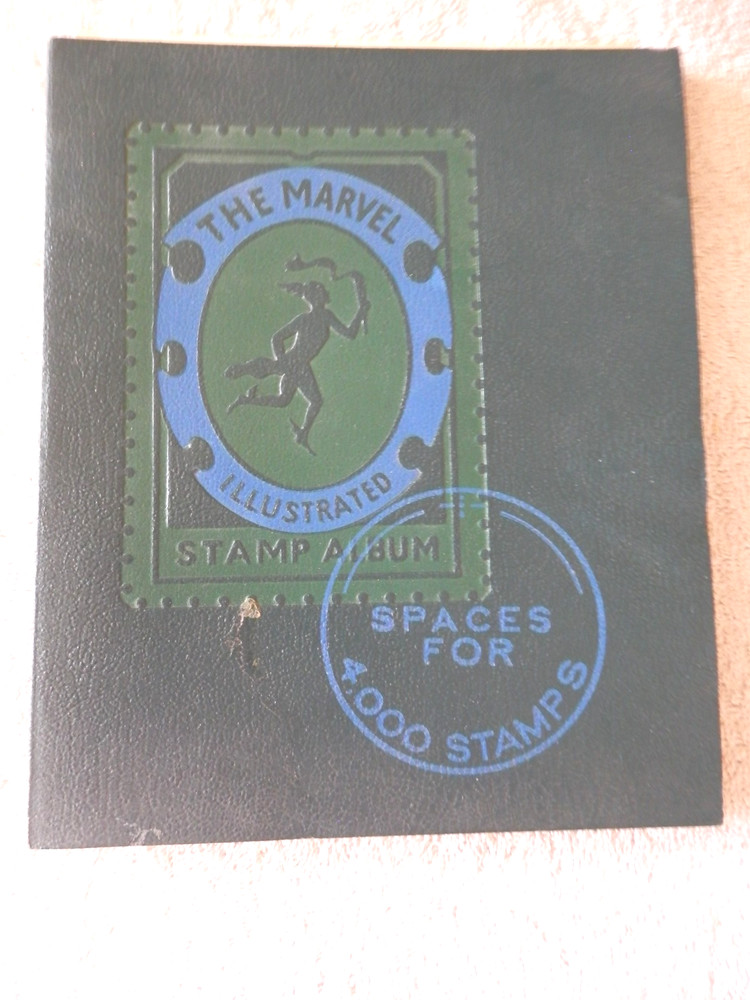 THE MARVEL
ILLUSTRATED
STAMP ALBUM
SPACES
FOR
4,000 STAMPS